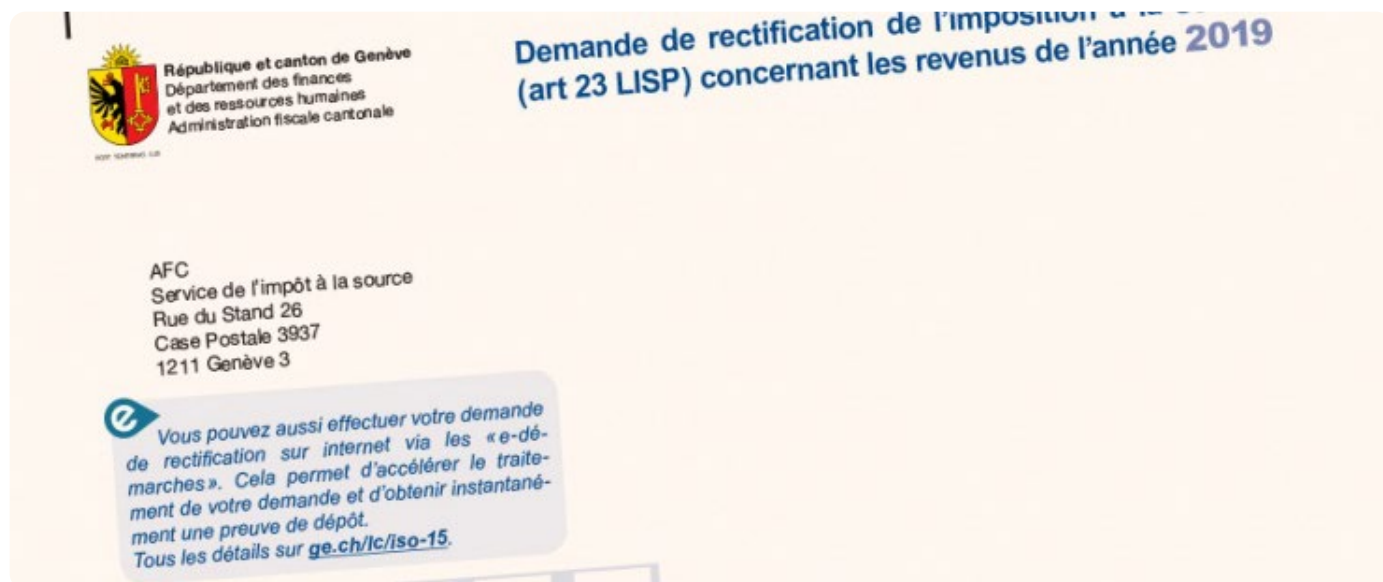 République et canton de Genève
Département des finances
et des ressources humaines
Administration fiscale cantonale
Demande de rectification de l'imposition à la
(art 23 LISP) concernant les revenus de l'année 2019
AFC
Service de l'impôt à la source
Rue du Stand 26
Case Postale 3937
1211 Genève 3
Vous pouvez aussi effectuer votre demande
de rectification sur internet via les «e-dé-
marches». Cela permet d'accélérer le traite-
ment de votre demande et d'obtenir instantané-
ment une preuve de dépôt.
Tous les détails sur ge.ch/lc/iso-15.